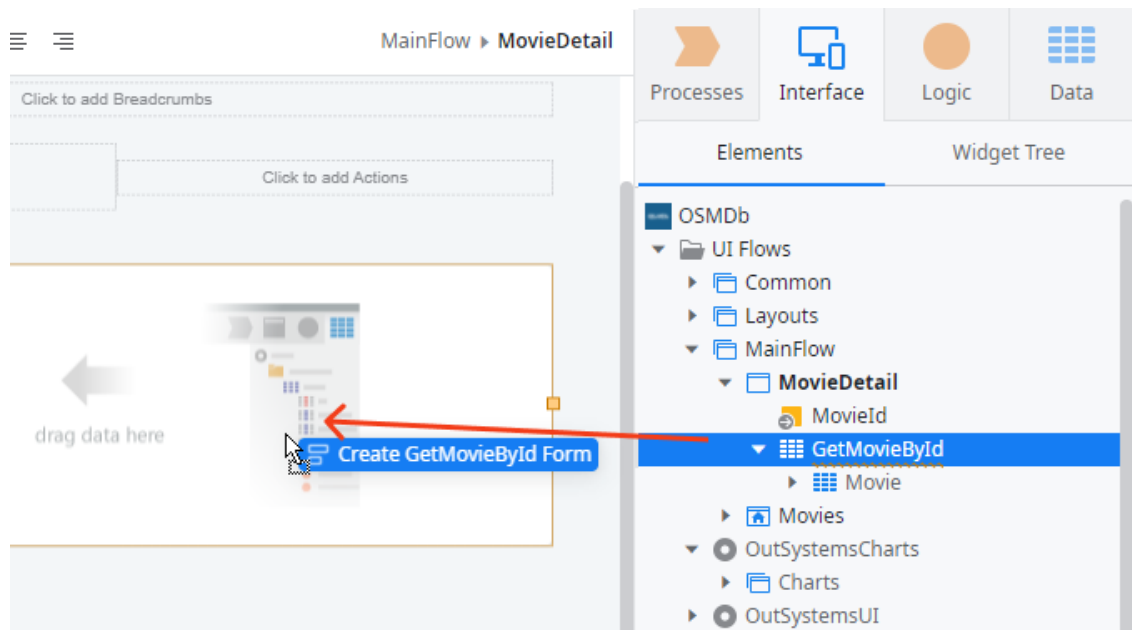 MainFlow ▸ MovieDetail
Click to add Breadcrumbs
Click to add Actions
drag data here
Create GetMovieById Form
Processes
Interface
Logic
Data
Elements
Widget Tree
OSMDb
UI Flows
Common
Layouts
MainFlow
MovieDetail
MovieId
GetMovieById
Movie
Movies
OutSystemsCharts
Charts
OutSystemsUI